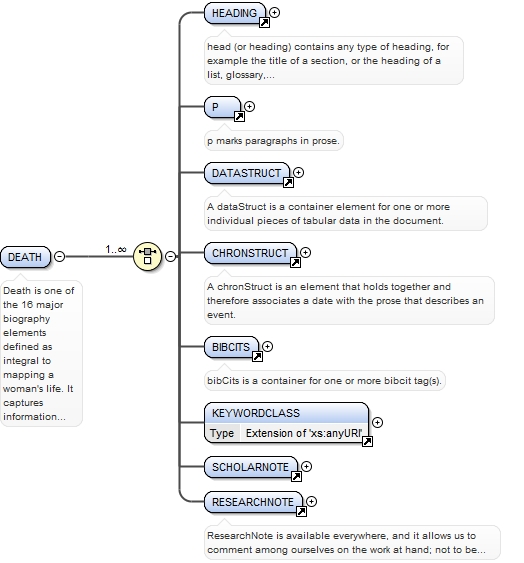 HEADING
head (or heading) contains any type of heading, for
example the title of a section, or the heading of a
list, glossary,...
P
p marks paragraphs in prose.
DATASTRUCT
A dataStruct is a container element for one or more
individual pieces of tabular data in the document.
DEATH
1..∞
CHRONSTRUCT
Death is one of
the 16 major
biography
elements
defined as
integral to
mapping a
woman's life. It
captures
information...
A chronStruct is an element that holds together and
therefore associates a date with the prose that describes an
event.
BIBCITS
bibCits is a container for one or more bibcit tag(s).
KEYWORDCLASS
Type Extension of 'xs:anyURI'
SCHOLARNOTE
RESEARCHNOTE
ResearchNote is available everywhere, and it allows us to
comment among ourselves on the work at hand; not to be...